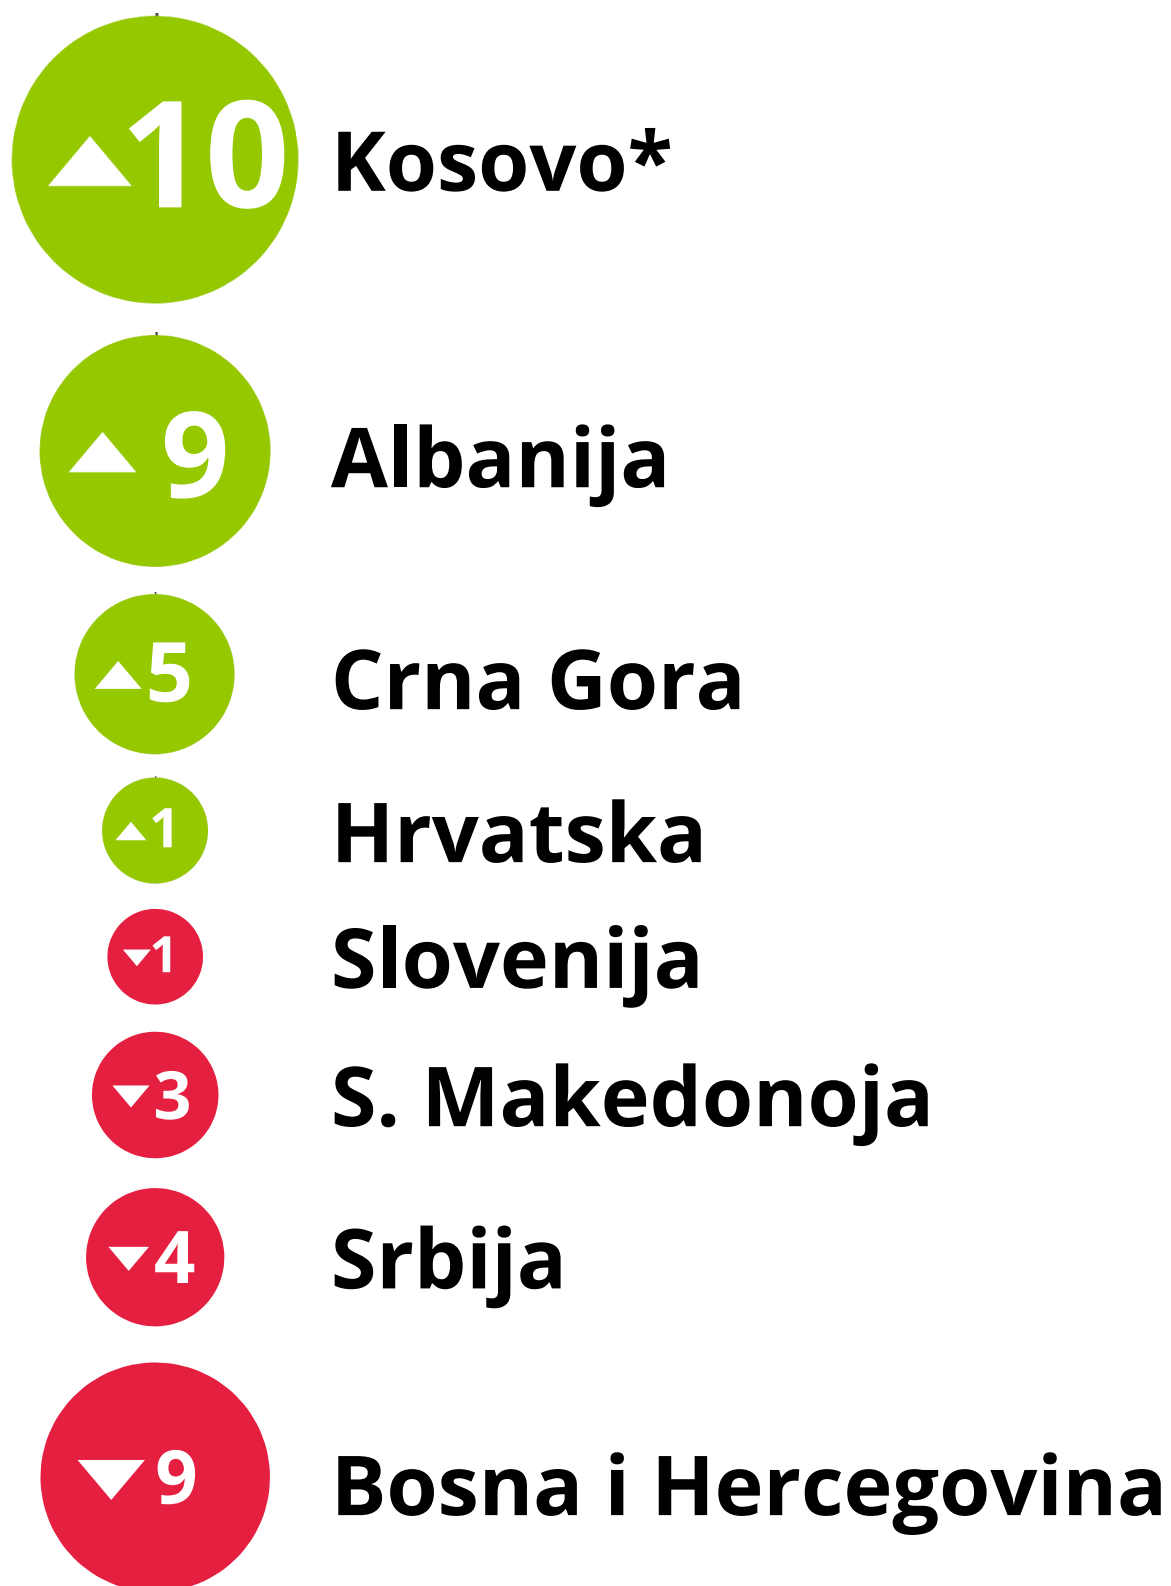 10 Kosovo*
9 Albanija
5 Crna Gora
1 Hrvatska
1 Slovenija
3 S. Makedonoja
4 Srbija
9 Bosna i Hercegovina